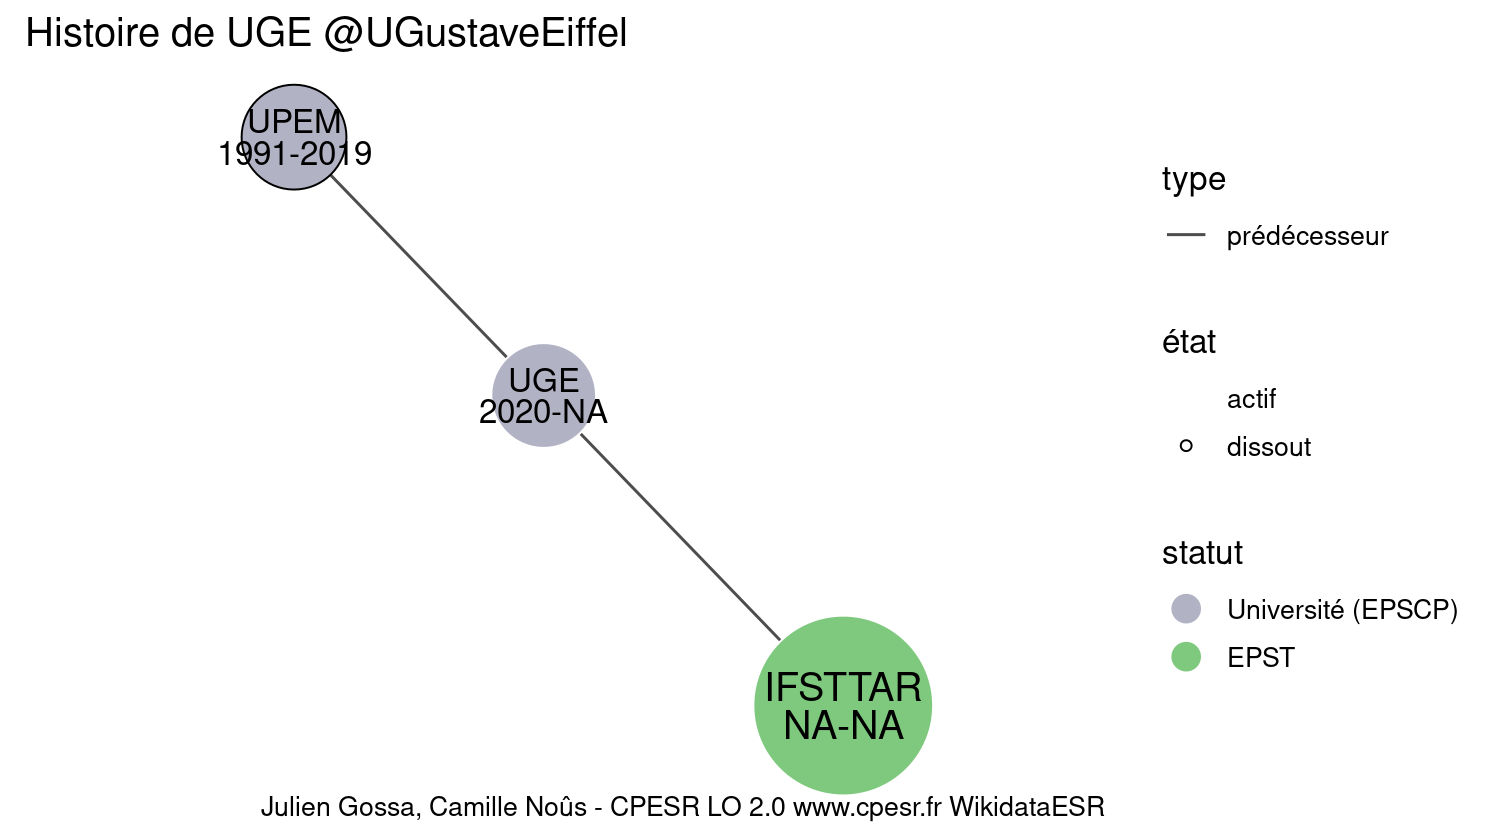 Histoire de UGE @UGustaveEiffel
UPEM
1991-2019
UGE
2020-NA
IFSTTAR
NA-NA
type
prédécesseur
état
actif
dissout
statut
Université (EPSCP)
EPST
Julien Gossa, Camille Noûs - CPESR LO 2.0 www.cpesr.fr WikidataESR